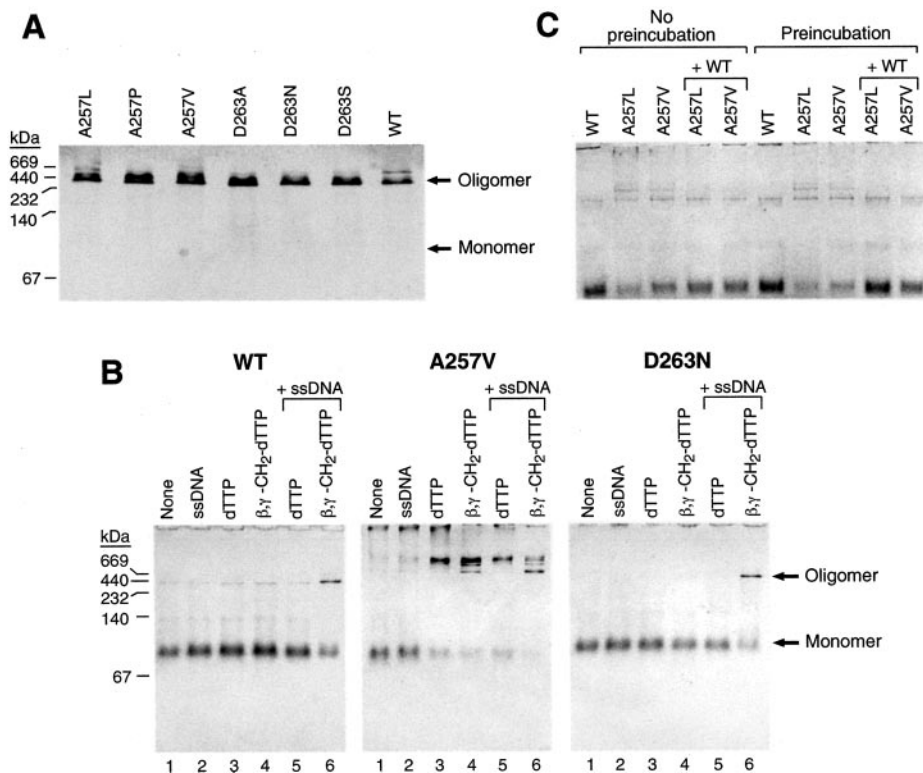 A
A257L
A257P
A257V
D263A
D263N
D263S
WT
kDa
669
440
232
140
67
Oligomer
Monomer
C
No
preincubation
Preincubation
+ WT
+ WT
WT
A257L
A257V
A257L
A257V
WT
A257L
A257V
A257L
A257V
B
WT
A257V
D263N
+ ssDNA
+ ssDNA
+ ssDNA
None
ssDNA
dTTP
β,γ -CH2-dTTP
dTTP
β,γ -CH2-dTTP
None
ssDNA
dTTP
β,γ -CH2-dTTP
dTTP
β,γ -CH2-dTTP
None
ssDNA
dTTP
β,γ -CH2-dTTP
dTTP
β,γ -CH2-dTTP
kDa
669
440
232
140
67
Oligomer
Monomer
1 2 3 4 5 6
1 2 3 4 5 6
1 2 3 4 5 6